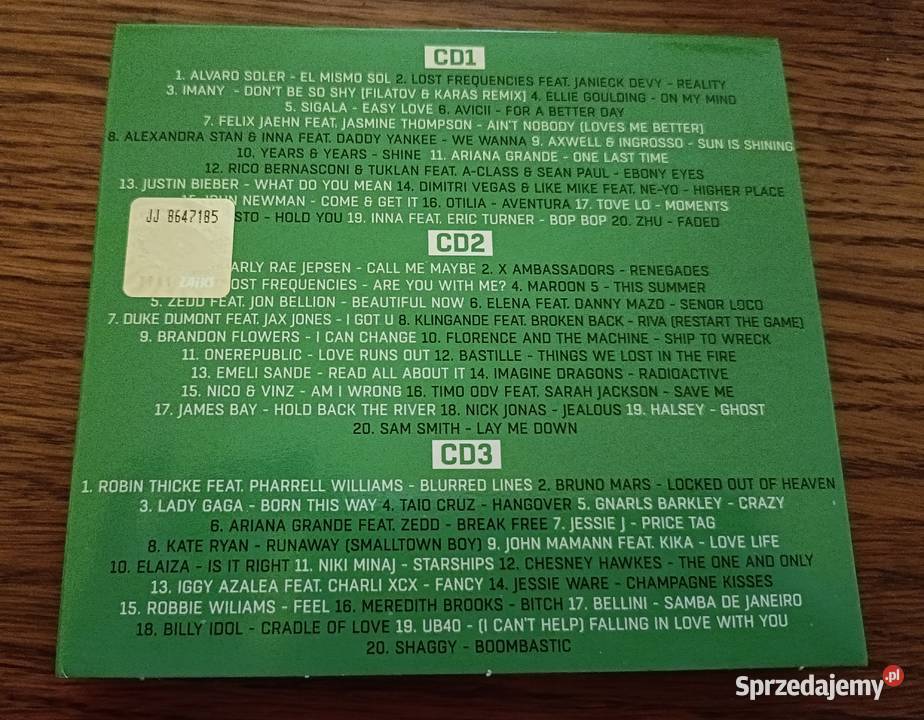 CD1
1. ALVARO SOLER - EL MISMO SOL 2. LOST FREQUENCIES FEAT. JANIECK DEVY - REALITY
3. IMANY - DON'T BE SO SHY [FILATOV & KARAS REMIX] 4. ELLIE GOULDING - ON MY MIND
5. SIGALA - EASY LOVE 6. AVICII - FOR A BETTER DAY
7. FELIX JAEHN FEAT. JASMINE THOMPSON - AIN'T NOBODY (LOVES ME BETTER)
8. ALEXANDRA STAN & INNA FEAT. DADDY YANKEE - WE WANNA 9. AXWELL & INGROSSO - SUN IS SHINING
10. YEARS & YEARS - SHINE 11. ARIANA GRANDE - ONE LAST TIME
12. RICO BERNASCONI & TUKLAN FEAT. A-CLASS & SEAN PAUL - EBONY EYES
13. JUSTIN BIEBER - WHAT DO YOU MEAN 14. DIMITRI VEGAS & LIKE MIKE FEAT. NE-YO - HIGHER PLACE
NEWMAN - COME & GET IT 16. OTILIA - AVENTURA 17. TOVE LO - MOMENTS
JJ 8647185
STO - HOLD YOU 19. INNA FEAT. ERIC TURNER - BOP BOP 20. ZHU - FADED
CD2
ARLY RAE JEPSEN - CALL ME MAYBE 2. X AMBASSADORS - RENEGADES
ZAiKS
OST FREQUENCIES - ARE YOU WITH ME? 4. MAROON 5 - THIS SUMMER
5. ZEDD FEAT. JON BELLION - BEAUTIFUL NOW 6. ELENA FEAT. DANNY MAZO - SENOR LOCO
7. DUKE DUMONT FEAT. JAX JONES - I GOT U 8. KLINGANDE FEAT. BROKEN BACK - RIVA (RESTART THE GAME)
9. BRANDON FLOWERS - I CAN CHANGE 10. FLORENCE AND THE MACHINE - SHIP TO WRECK
11. ONEREPUBLIC - LOVE RUNS OUT 12. BASTILLE - THINGS WE LOST IN THE FIRE
13. EMELI SANDE - READ ALL ABOUT IT 14. IMAGINE DRAGONS - RADIOACTIVE
15. NICO & VINZ - AM I WRONG 16. TIMO ODV FEAT. SARAH JACKSON - SAVE ME
17. JAMES BAY - HOLD BACK THE RIVER 18. NICK JONAS - JEALOUS 19. HALSEY - GHOST
20. SAM SMITH - LAY ME DOWN
CD3
1. ROBIN THICKE FEAT. PHARRELL WILLIAMS - BLURRED LINES 2. BRUNO MARS - LOCKED OUT OF HEAVEN
3. LADY GAGA - BORN THIS WAY 4. TAIO CRUZ - HANGOVER 5. GNARLS BARKLEY - CRAZY
6. ARIANA GRANDE FEAT. ZEDD - BREAK FREE 7. JESSIE J - PRICE TAG
8. KATE RYAN - RUNAWAY (SMALLTOWN BOY) 9. JOHN MAMANN FEAT. KIKA - LOVE LIFE
10. ELAIZA - IS IT RIGHT 11. NIKI MINAJ - STARSHIPS 12. CHESNEY HAWKES - THE ONE AND ONLY
13. IGGY AZALEA FEAT. CHARLI XCX - FANCY 14. JESSIE WARE - CHAMPAGNE KISSES
15. ROBBIE WILIAMS - FEEL 16. MEREDITH BROOKS - BITCH 17. BELLINI - SAMBA DE JANEIRO
18. BILLY IDOL - CRADLE OF LOVE 19. UB40 - (I CAN'T HELP) FALLING IN LOVE WITH YOU
20. SHAGGY - BOOMBASTIC
Sprzedajemy.pl